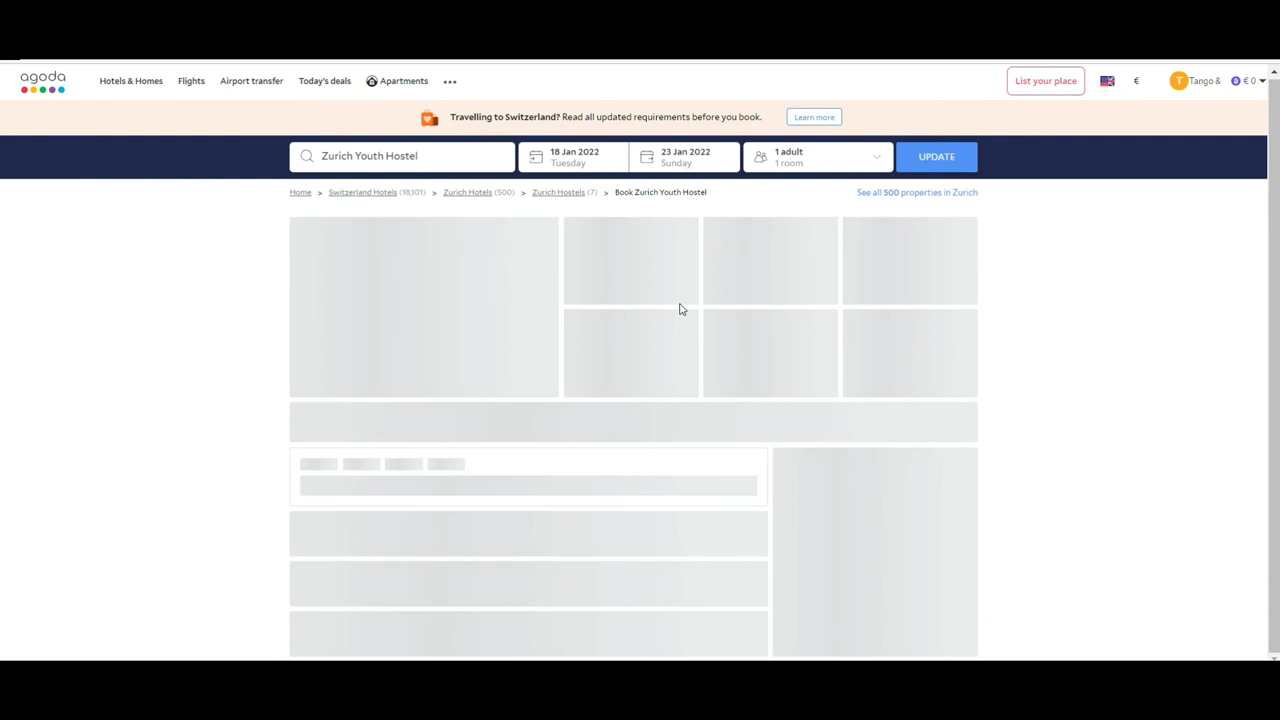 agoda
Hotels & Homes
Flights
Airport transfer
Today's deals
Apartments
List your place
€
T
Tango &
€ 0
Travelling to Switzerland? Read all updated requirements before you book.
Learn more
Zurich Youth Hostel
18 Jan 2022
Tuesday
23 Jan 2022
Sunday
1 adult
1 room
UPDATE
Home > Switzerland Hotels (18,101) > Zurich Hotels (500) > Zurich Hostels (7) > Book Zurich Youth Hostel
See all 500 properties in Zurich